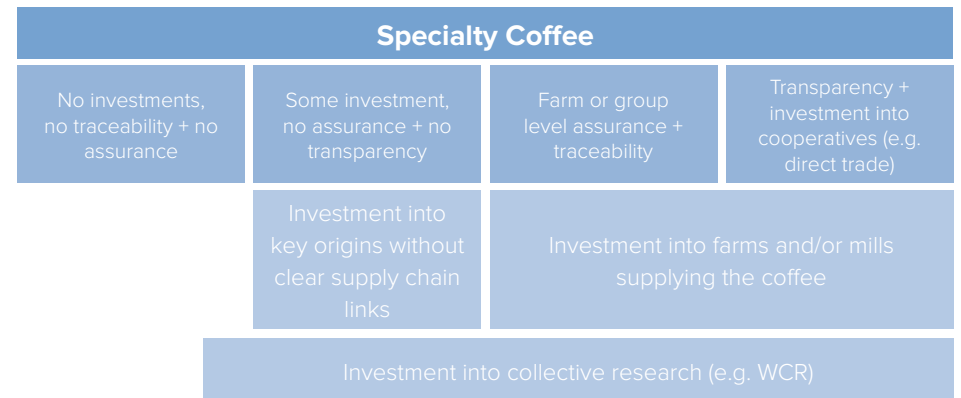 Specialty Coffee
No investments,
no traceability + no
assurance
Some investment,
no assurance + no
transparency
Farm or group
level assurance +
traceability
Transparency +
investment into
cooperatives (e.g.
direct trade)
Investment into
key origins without
clear supply chain
links
Investment into farms and/or mills
supplying the coffee
Investment into collective research (e.g. WCR)